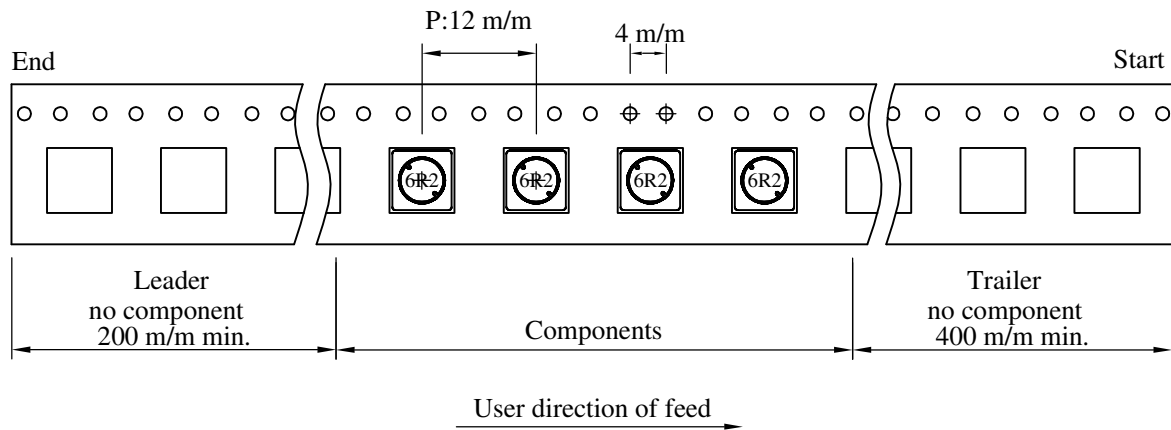 P:12 m/m
4 m/m
End
Start
6R2
6R2
6R2
6R2
Leader
no component
200 m/m min.
Components
Trailer
no component
400 m/m min.
User direction of feed